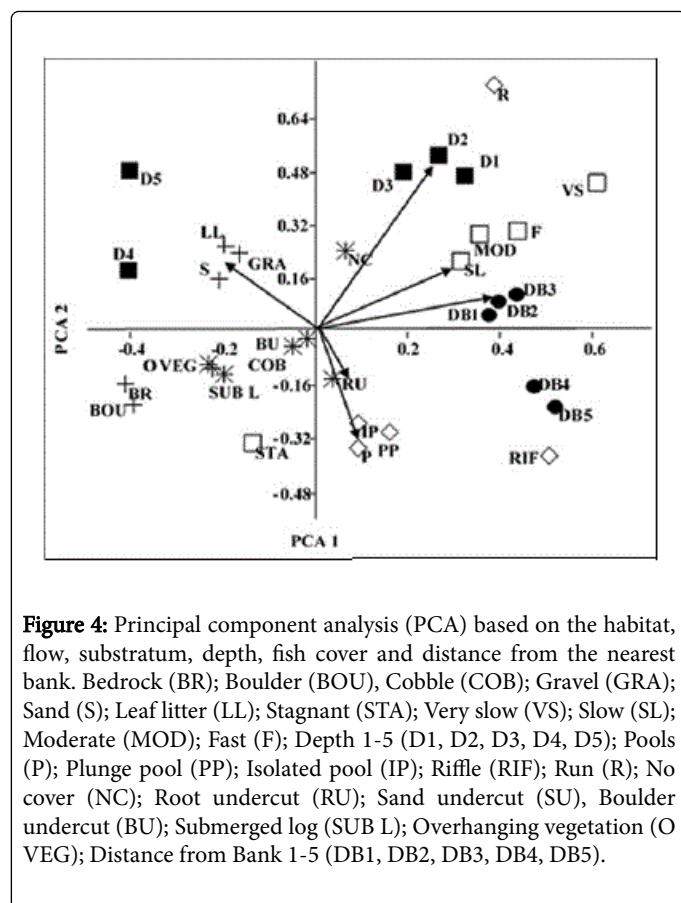 R
0.64
D2
D1
D5
0.48
D3
VS
LL
0.32
F
D4
GRA
NC
MOD
S
0.16
SL
DB3
DB1
DB2
PCA 2
-0.4
-0.2
BU
0.2
0.4
0.6
O VEG
COB
BR
SUB L
-0.16
RU
DB4
BOU
DB5
STA
-0.32
IP
PP
P
RIF
-0.48
PCA 1
Figure 4: Principal component analysis (PCA) based on the habitat,
flow, substratum, depth, fish cover and distance from the nearest
bank. Bedrock (BR); Boulder (BOU), Cobble (COB); Gravel (GRA);
Sand (S); Leaf litter (LL); Stagnant (STA); Very slow (VS); Slow (SL);
Moderate (MOD); Fast (F); Depth 1-5 (D1, D2, D3, D4, D5); Pools
(P); Plunge pool (PP); Isolated pool (IP); Riffle (RIF); Run (R); No
cover (NC); Root undercut (RU); Sand undercut (SU), Boulder
undercut (BU); Submerged log (SUB L); Overhanging vegetation (O
VEG); Distance from Bank 1-5 (DB1, DB2, DB3, DB4, DB5).